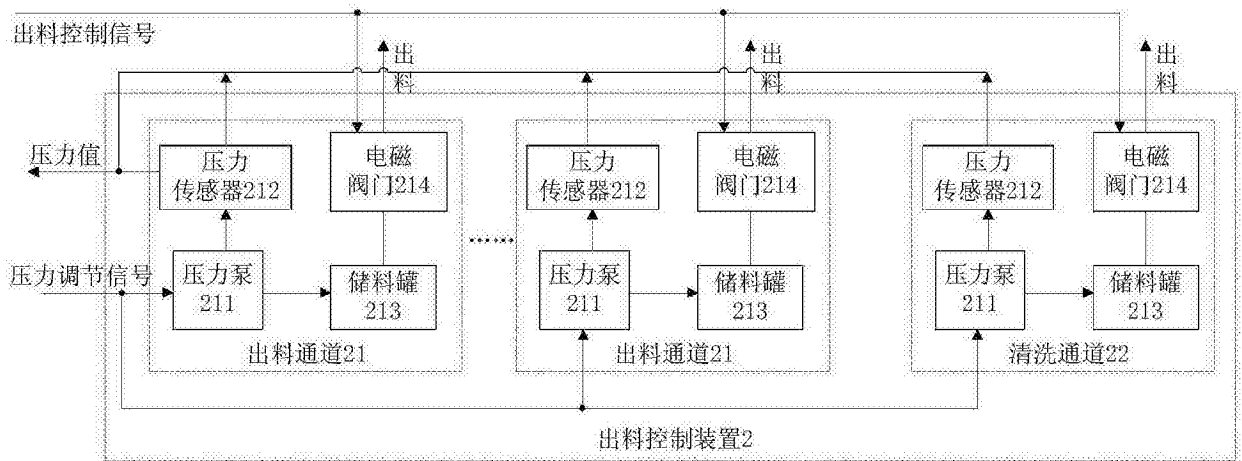 出料控制信号
出料
出料
出料
压力值
压力
传感器212
电磁
阀门214
压力
传感器212
电磁
阀门214
压力
传感器212
电磁
阀门214
压力调节信号
压力泵
211
储料罐
213
压力泵
211
储料罐
213
压力泵
211
储料罐
213
出料通道21
出料通道21
清洗通道22
出料控制装置2